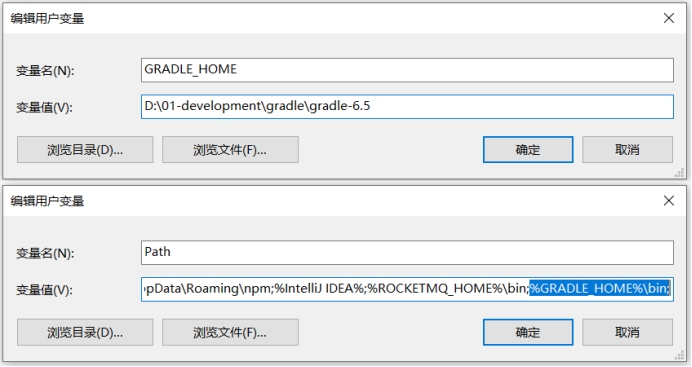 编辑用户变量
变量名(N):
GRADLE_HOME
变量值(V):
D:\01-development\gradle\gradle-6.5
浏览目录(D)...
浏览文件(F)...
确定
取消
编辑用户变量
变量名(N):
Path
变量值(V):
pData\Roaming\npm;%IntelliJ IDEA%;%ROCKETMQ_HOME%\bin;%GRADLE_HOME%\bin;
浏览目录(D)...
浏览文件(F)...
确定
取消